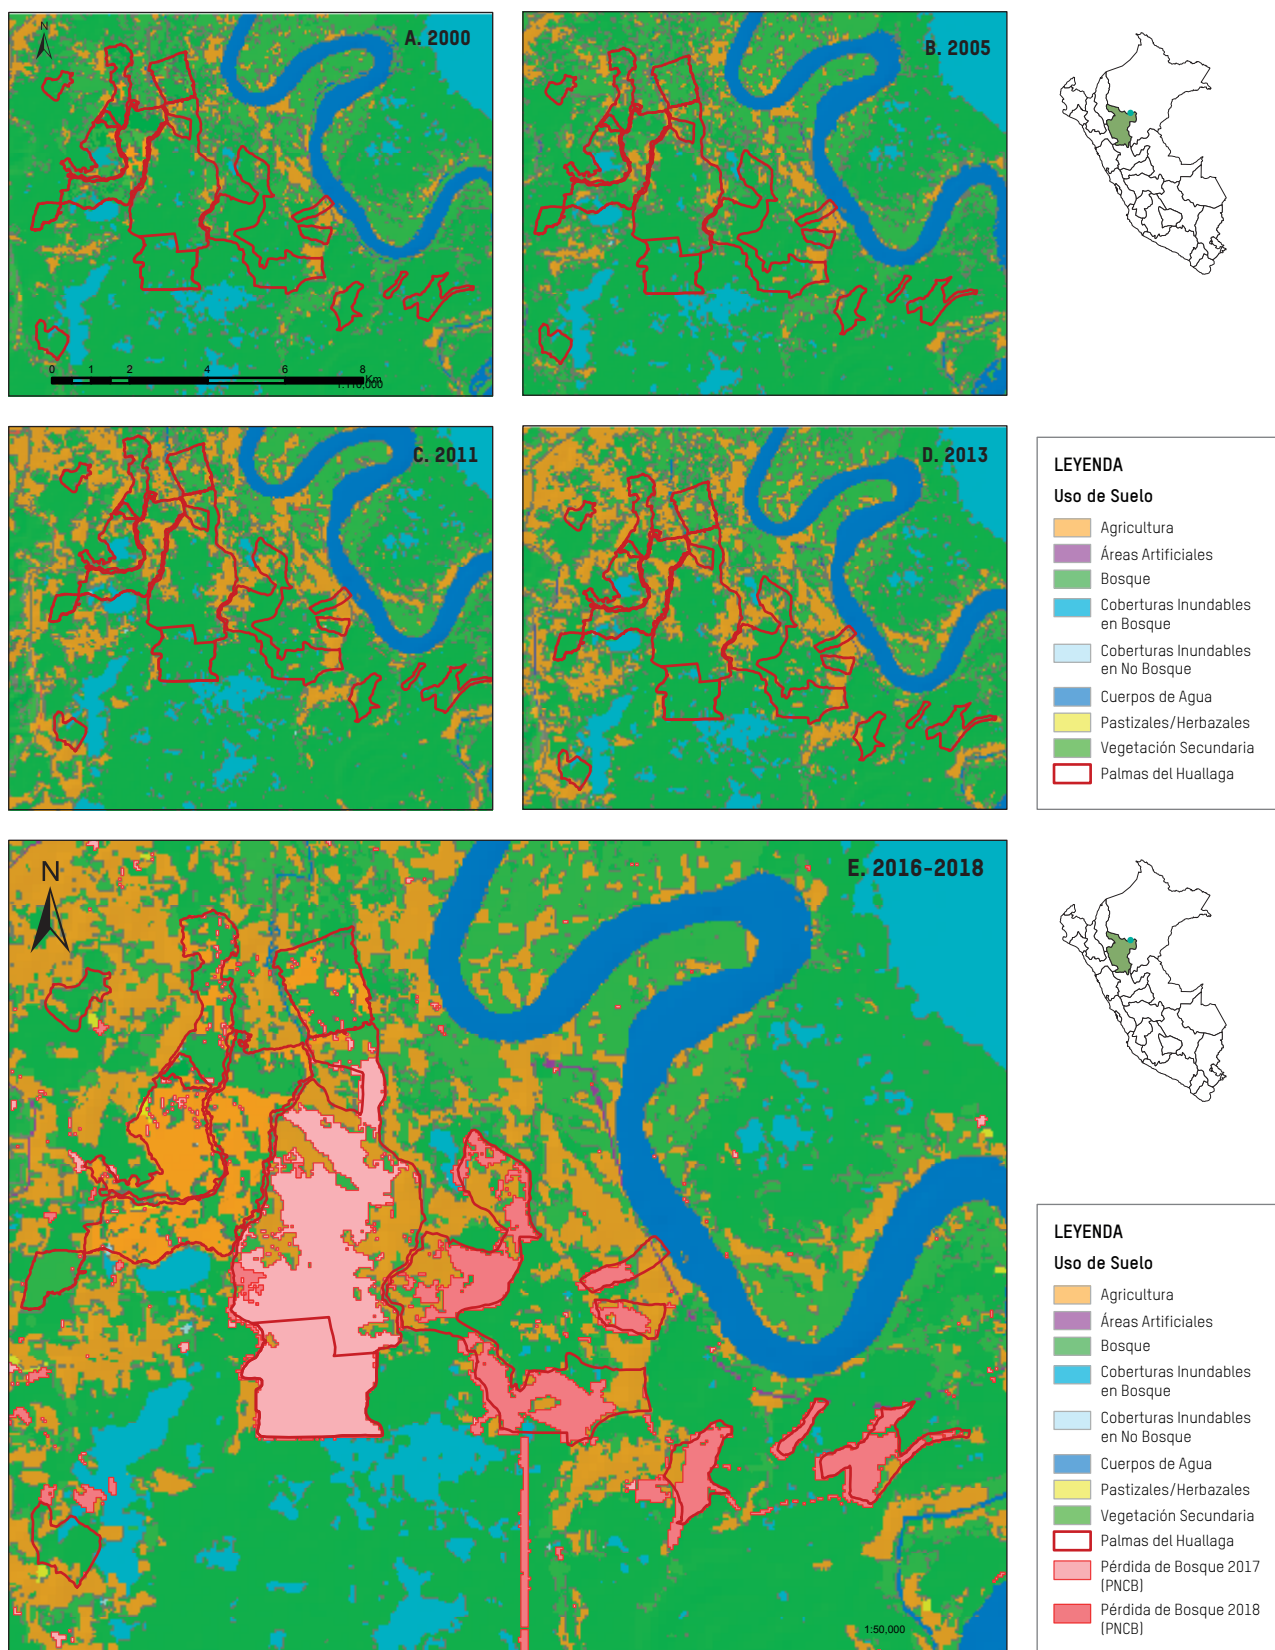 N
A. 2000
B. 2005
0 1 2 4 6 8
Km
1:110,000
C. 2011
D. 2013
LEYENDA
Uso de Suelo
Agricultura
Áreas Artificiales
Bosque
Coberturas Inundables
en Bosque
Coberturas Inundables
en No Bosque
Cuerpos de Agua
Pastizales/Herbazales
Vegetación Secundaria
Palmas del Huallaga
N
E. 2016-2018
1:50,000
LEYENDA
Uso de Suelo
Agricultura
Áreas Artificiales
Bosque
Coberturas Inundables
en Bosque
Coberturas Inundables
en No Bosque
Cuerpos de Agua
Pastizales/Herbazales
Vegetación Secundaria
Palmas del Huallaga
Pérdida de Bosque 2017
(PNCB)
Pérdida de Bosque 2018
(PNCB)